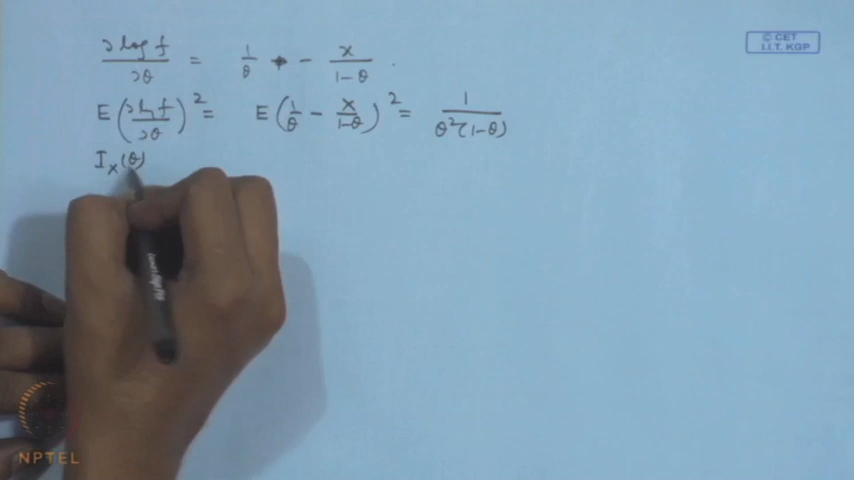 © CET
I.I.T. KGP
∂ log f / ∂θ = 1/θ - x/(1-θ) .
E (∂ log f / ∂θ)² = E (1/θ - X/(1-θ))² = 1/(θ²(1-θ))
I_X(θ)
NPTEL